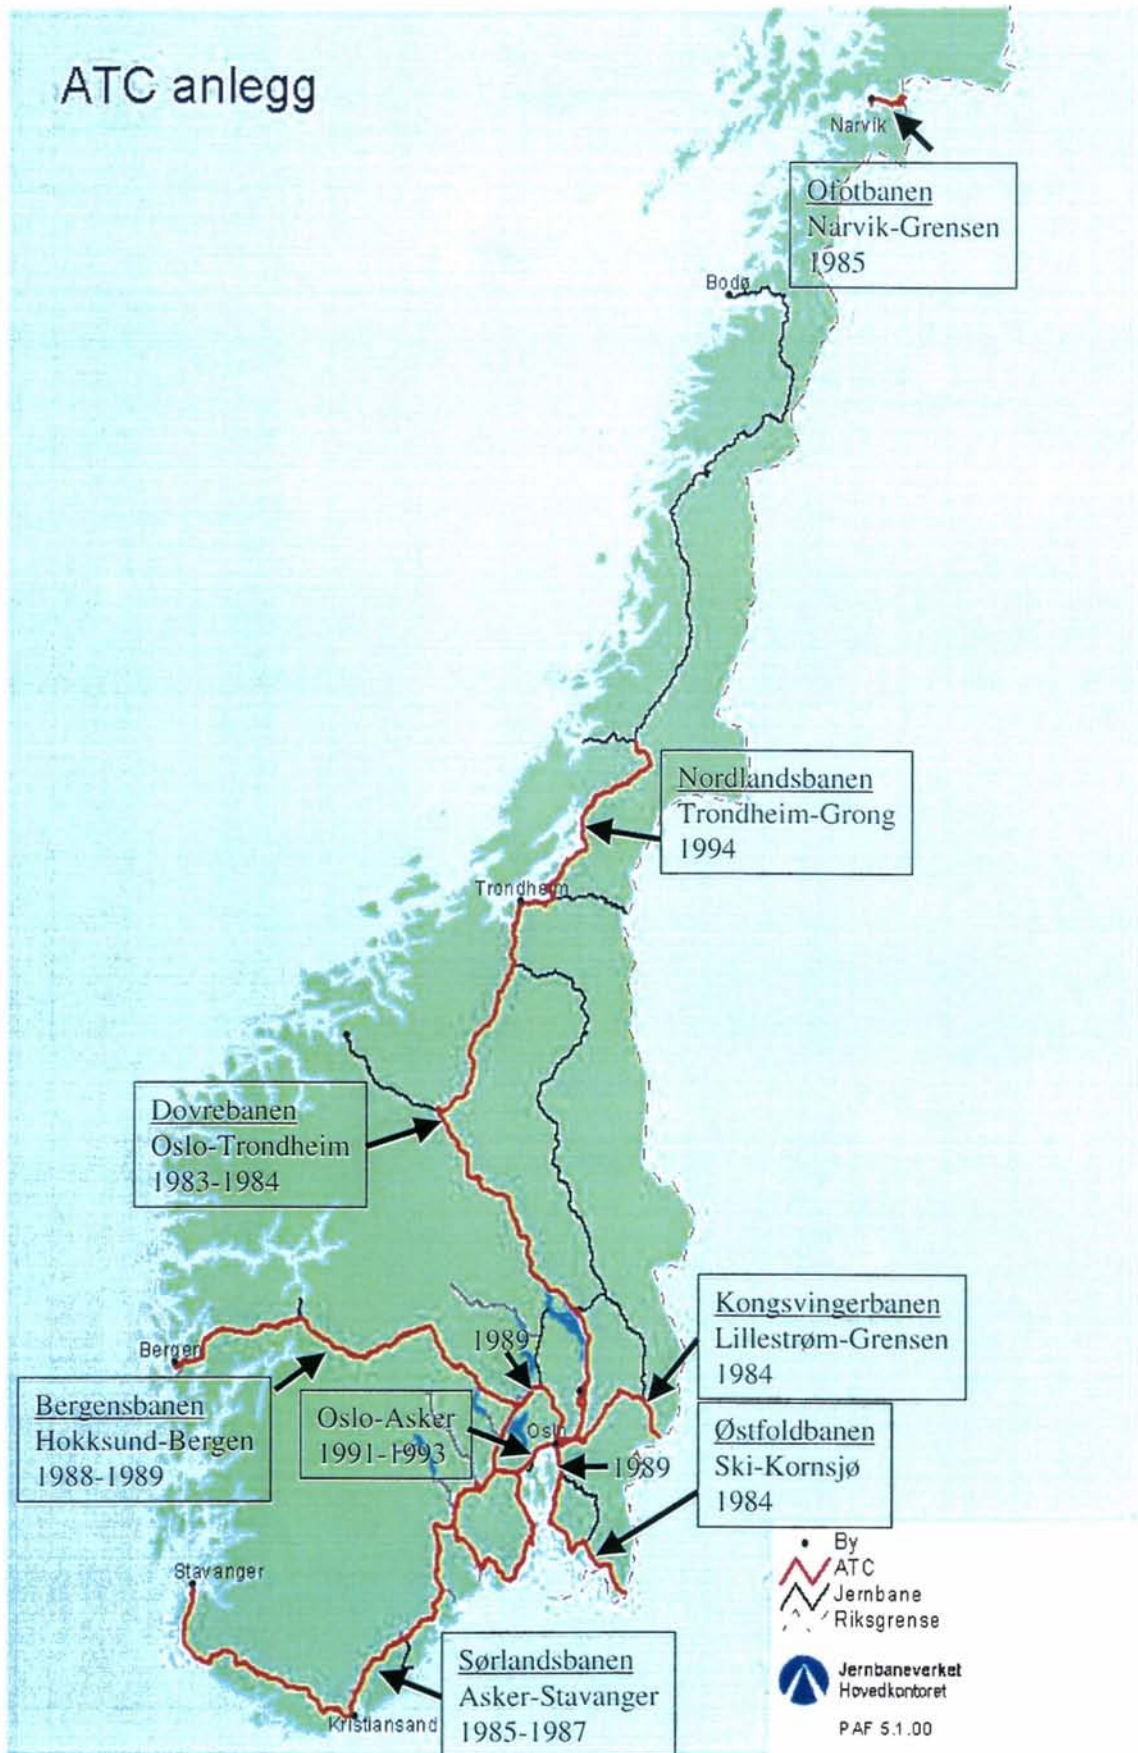 ATC anlegg
Narvik
Ofotbanen
Narvik-Grensen
1985
Bodø
Nordlandsbanen
Trondheim-Grong
1994
Trondheim
Dovrebanen
Oslo-Trondheim
1983-1984
Kongsvingerbanen
Lillestrøm-Grensen
1984
1989
Bergen
Bergensbanen
Hokksund-Bergen
1988-1989
Oslo-Asker
1991-1993
Oslo
1989
Østfoldbanen
Ski-Kornsjø
1984
Stavanger
Sørlandsbanen
Asker-Stavanger
1985-1987
Kristiansand
By
ATC
Jernbane
Riksgrense
Jernbaneverket
Hovedkontoret
PAF 5.1.00